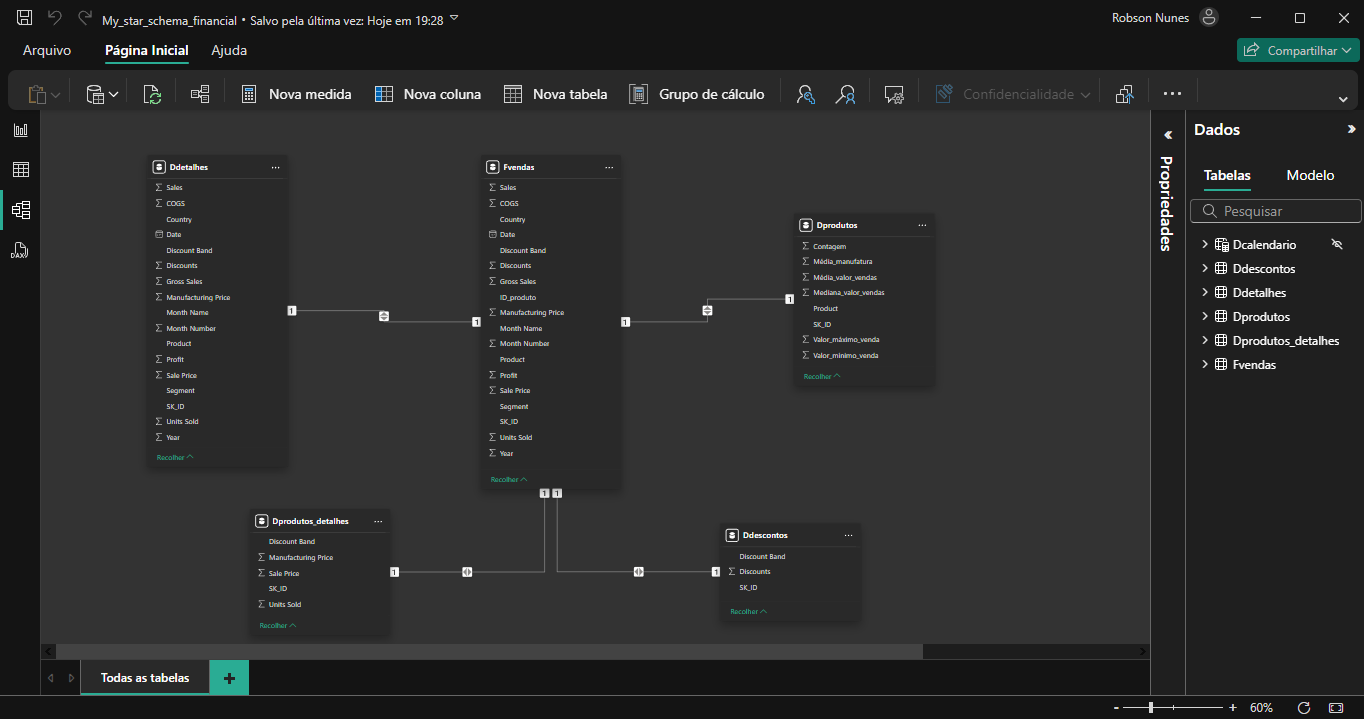 My_star_schema_financial • Salvo pela última vez: Hoje em 19:28
Robson Nunes
Arquivo
Página Inicial
Ajuda
Compartilhar
Nova medida
Nova coluna
Nova tabela
Grupo de cálculo
Confidencialidade
Ddetalhes
Sales
COGS
Country
Date
Discount Band
Discounts
Gross Sales
Manufacturing Price
Month Name
Month Number
Product
Profit
Sale Price
Segment
SK_ID
Units Sold
Year
Recolher
1
1
Fvendas
Sales
COGS
Country
Date
Discount Band
Discounts
Gross Sales
ID_produto
Manufacturing Price
Month Name
Month Number
Product
Profit
Sale Price
Segment
SK_ID
Units Sold
Year
Recolher
1
1
Dprodutos
Contagem
Média_manufatura
Média_valor_vendas
Mediana_valor_vendas
Product
SK_ID
Valor_máximo_venda
Valor_mínimo_venda
Recolher
1
1
Dprodutos_detalhes
Discount Band
Manufacturing Price
Sale Price
SK_ID
Units Sold
Recolher
1
1
Ddescontos
Discount Band
Discounts
SK_ID
Recolher
Propriedades
Dados
Tabelas
Modelo
Pesquisar
Dcalendario
Ddescontos
Ddetalhes
Dprodutos
Dprodutos_detalhes
Fvendas
DAX
Todas as tabelas
+
- + 60%